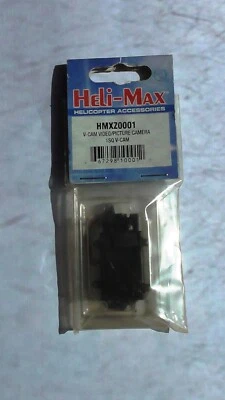 HELI-MAX
HELICOPTER ACCESSORIES
HMXZ0001
V-CAM VIDEO/PICTURE CAMERA
1SQ V-CAM